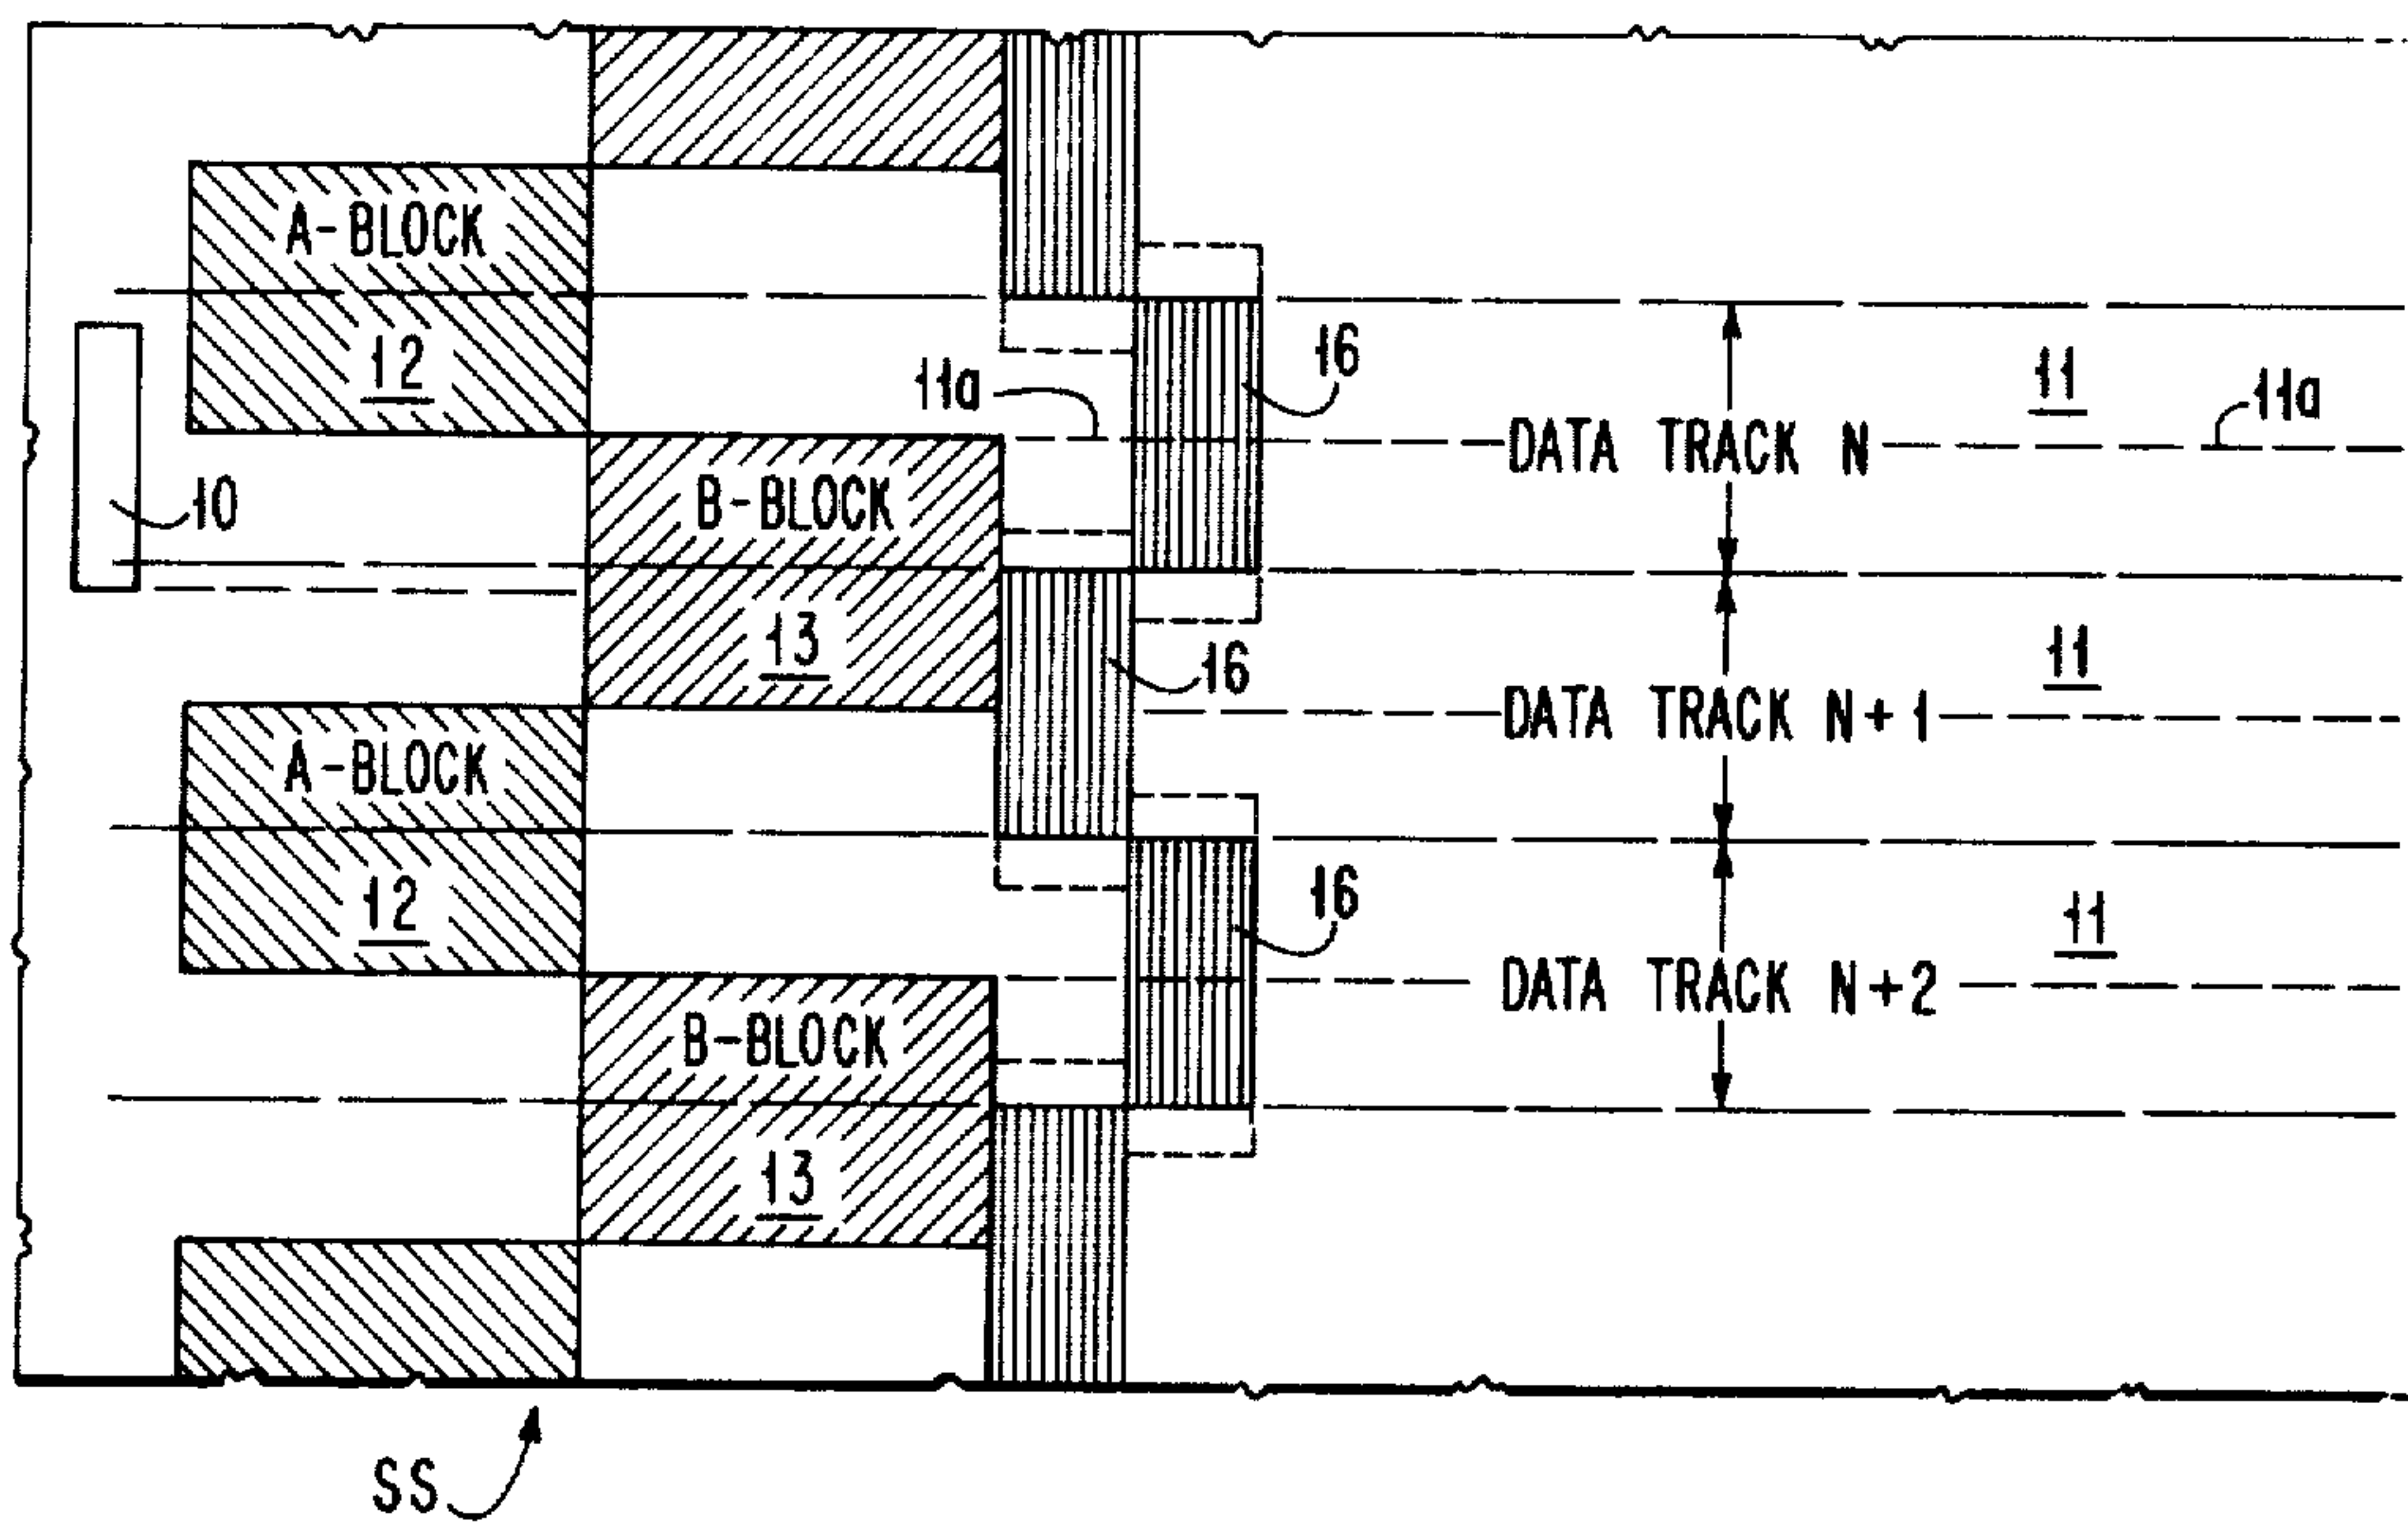 A-BLOCK
12
16
11
11a
11a
DATA TRACK N
B-BLOCK
10
13
16
11
DATA TRACK N+1
A-BLOCK
12
16
11
DATA TRACK N+2
B-BLOCK
13
SS